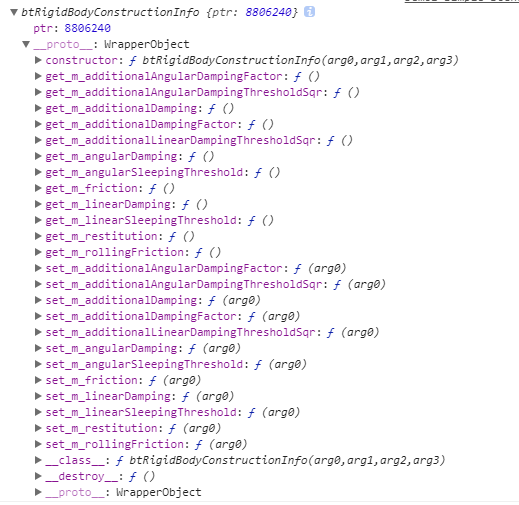 ▼ btRigidBodyConstructionInfo {ptr: 8806240} i
ptr: 8806240
▼ __proto__: WrapperObject
▶ constructor: ƒ btRigidBodyConstructionInfo(arg0,arg1,arg2,arg3)
▶ get_m_additionalAngularDampingFactor: ƒ ()
▶ get_m_additionalAngularDampingThresholdSqr: ƒ ()
▶ get_m_additionalDamping: ƒ ()
▶ get_m_additionalDampingFactor: ƒ ()
▶ get_m_additionalLinearDampingThresholdSqr: ƒ ()
▶ get_m_angularDamping: ƒ ()
▶ get_m_angularSleepingThreshold: ƒ ()
▶ get_m_friction: ƒ ()
▶ get_m_linearDamping: ƒ ()
▶ get_m_linearSleepingThreshold: ƒ ()
▶ get_m_restitution: ƒ ()
▶ get_m_rollingFriction: ƒ ()
▶ set_m_additionalAngularDampingFactor: ƒ (arg0)
▶ set_m_additionalAngularDampingThresholdSqr: ƒ (arg0)
▶ set_m_additionalDamping: ƒ (arg0)
▶ set_m_additionalDampingFactor: ƒ (arg0)
▶ set_m_additionalLinearDampingThresholdSqr: ƒ (arg0)
▶ set_m_angularDamping: ƒ (arg0)
▶ set_m_angularSleepingThreshold: ƒ (arg0)
▶ set_m_friction: ƒ (arg0)
▶ set_m_linearDamping: ƒ (arg0)
▶ set_m_linearSleepingThreshold: ƒ (arg0)
▶ set_m_restitution: ƒ (arg0)
▶ set_m_rollingFriction: ƒ (arg0)
▶ __class__: ƒ btRigidBodyConstructionInfo(arg0,arg1,arg2,arg3)
▶ __destroy__: ƒ ()
▶ __proto__: WrapperObject